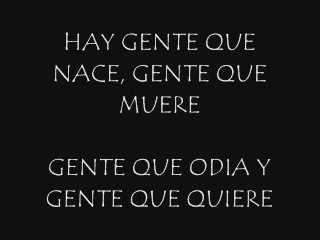 HAY GENTE QUE
NACE, GENTE QUE
MUERE
GENTE QUE ODIA Y
GENTE QUE QUIERE